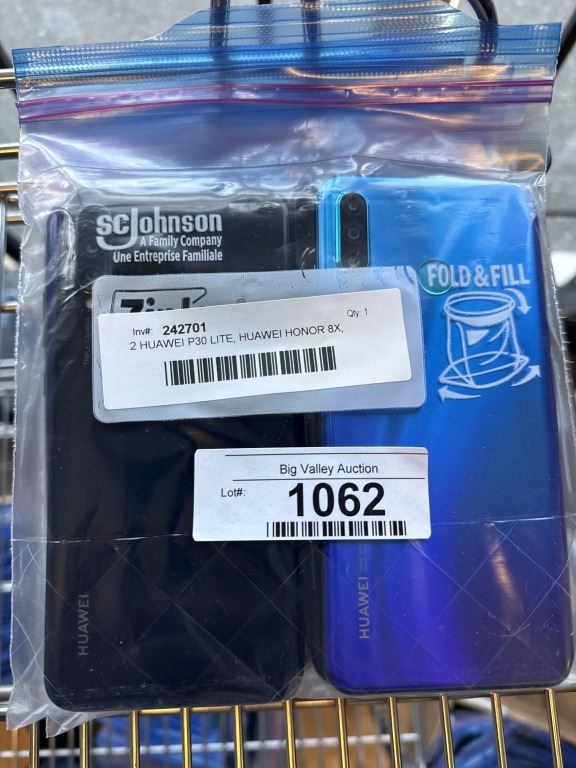 scJohnson
A Family Company
Une Entreprise Familiale
FOLD & FILL
Inv#: 242701
Qty: 1
2 HUAWEI P30 LITE, HUAWEI HONOR 8X,
Big Valley Auction
Lot#: 1062
HUAWEI
HUAWEI